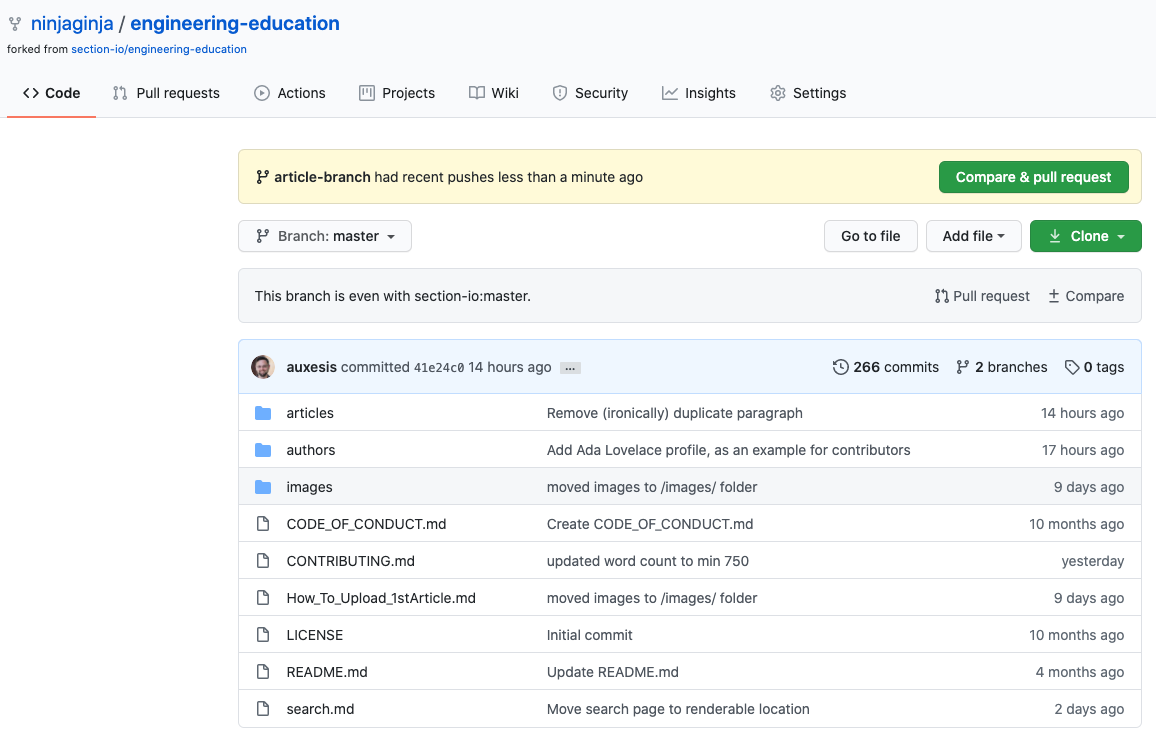 ninjaginja / engineering-education
forked from section-io/engineering-education
Code Pull requests Actions Projects Wiki Security Insights Settings
article-branch had recent pushes less than a minute ago Compare & pull request
Branch: master Go to file Add file Clone
This branch is even with section-io:master. Pull request Compare
auxesis committed 41e24c0 14 hours ago ... 266 commits 2 branches 0 tags
articles Remove (ironically) duplicate paragraph 14 hours ago
authors Add Ada Lovelace profile, as an example for contributors 17 hours ago
images moved images to /images/ folder 9 days ago
CODE_OF_CONDUCT.md Create CODE_OF_CONDUCT.md 10 months ago
CONTRIBUTING.md updated word count to min 750 yesterday
How_To_Upload_1stArticle.md moved images to /images/ folder 9 days ago
LICENSE Initial commit 10 months ago
README.md Update README.md 4 months ago
search.md Move search page to renderable location 2 days ago